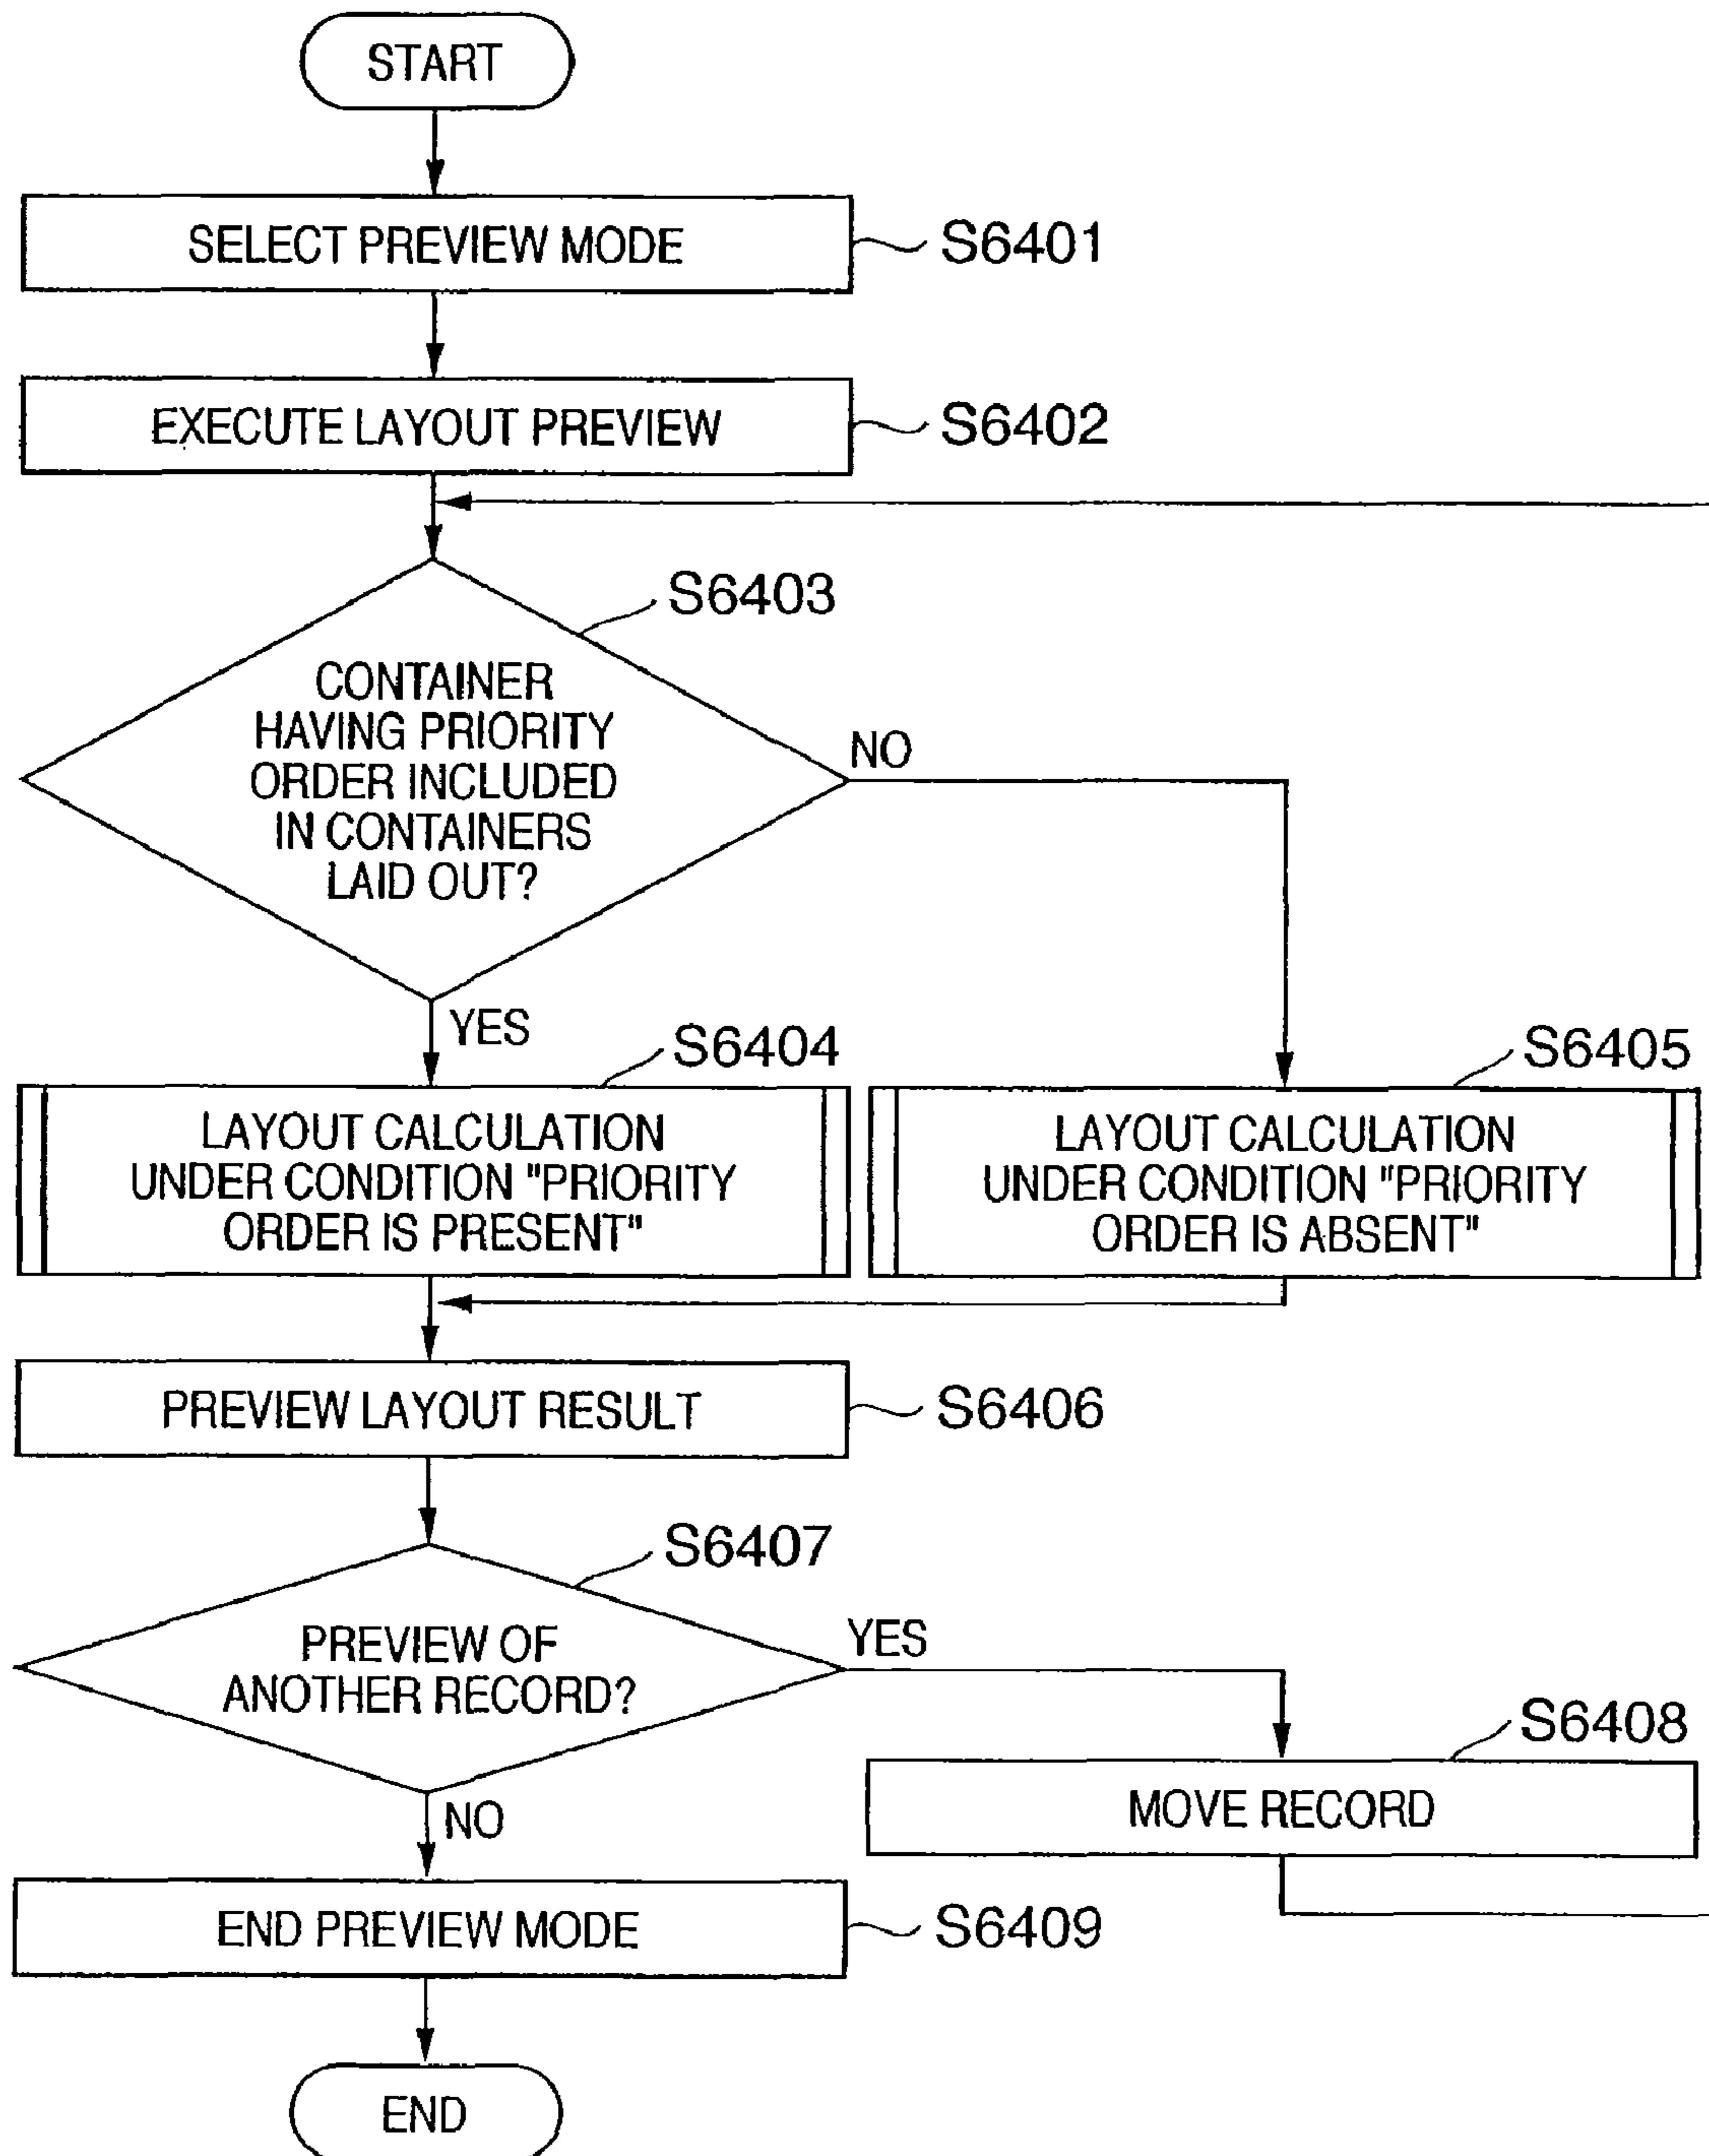 START
SELECT PREVIEW MODE
S6401
EXECUTE LAYOUT PREVIEW
S6402
S6403
CONTAINER
HAVING PRIORITY
ORDER INCLUDED
IN CONTAINERS
LAID OUT?
NO
YES
S6404
LAYOUT CALCULATION
UNDER CONDITION "PRIORITY
ORDER IS PRESENT"
S6405
LAYOUT CALCULATION
UNDER CONDITION "PRIORITY
ORDER IS ABSENT"
PREVIEW LAYOUT RESULT
S6406
S6407
PREVIEW OF
ANOTHER RECORD?
YES
S6408
MOVE RECORD
NO
END PREVIEW MODE
S6409
END